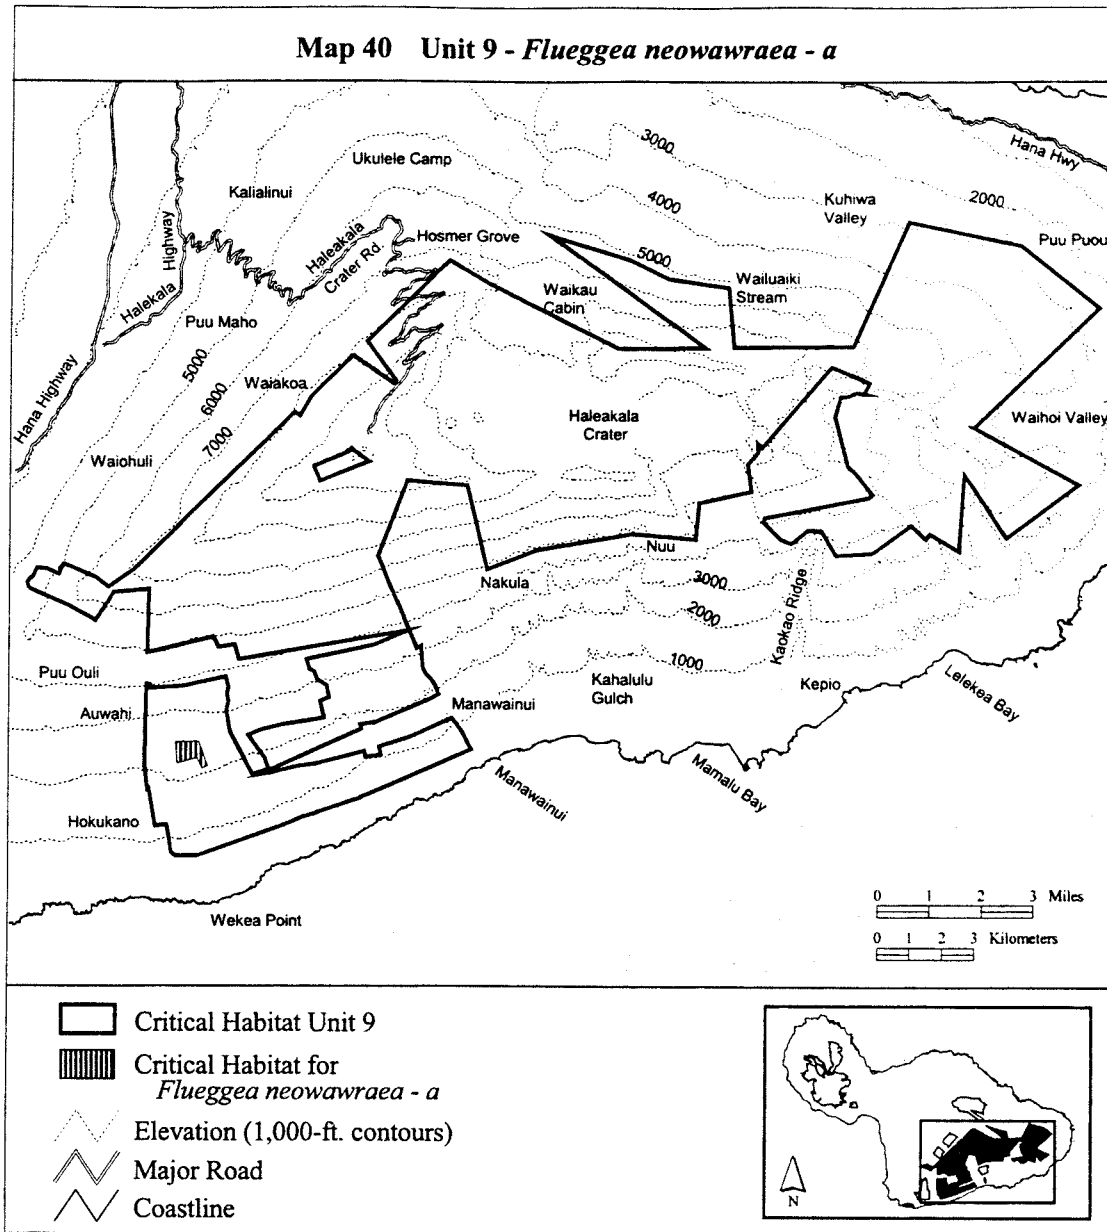 Map 40 Unit 9 - Flueggea neowawraea - a
Hana Hwy
3000
Ukulele Camp
Kalialinui
4000
Kuhiwa
Valley
2000
Highway
Haleakala
Crater Rd.
Hosmer Grove
Puu Puou
5000
Waikau
Cabin
Wailuaiki
Stream
Halekala
Puu Maho
5000
Hana Highway
Waiakoa
6000
7000
Haleakala
Crater
Waihoi Valley
Waiohuli
Nuu
Nakula
3000
2000
Kaokao Ridge
1000
Puu Ouli
Kahalulu
Gulch
Kepio
Lelekea Bay
Auwahi
Manawainui
Mamalu Bay
Manawainui
Hokukano
Wekea Point
0 1 2 3 Miles
0 1 2 3 Kilometers
Critical Habitat Unit 9
Critical Habitat for
Flueggea neowawraea - a
Elevation (1,000-ft. contours)
Major Road
Coastline
N